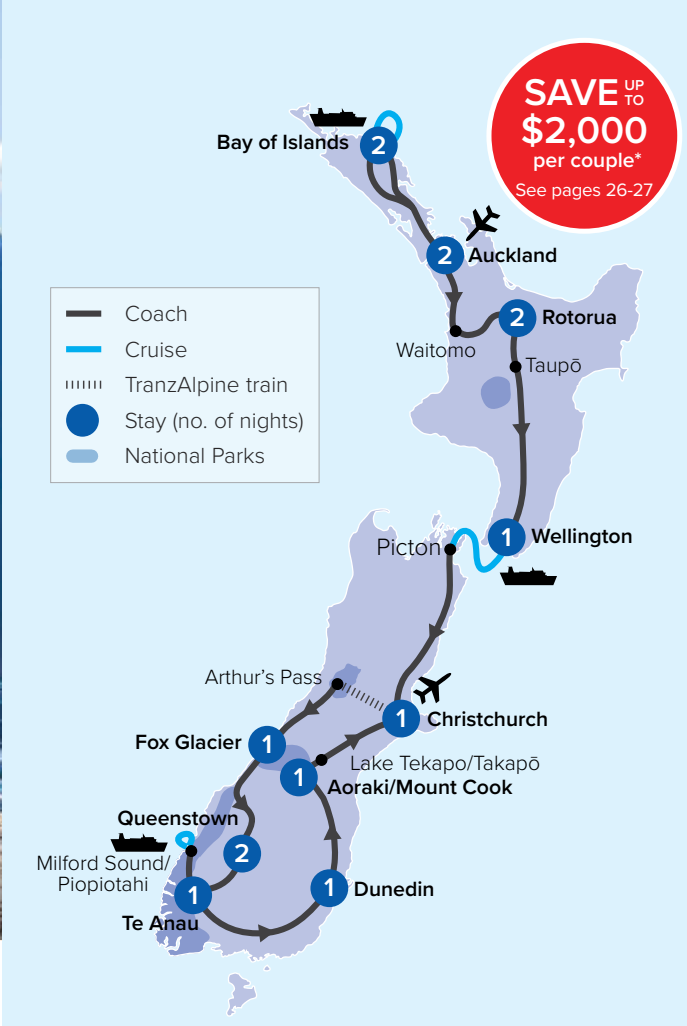 SAVE UP TO
$2,000
per couple*
See pages 26-27
Bay of Islands
2
2
Auckland
Coach
Cruise
TranzAlpine train
Stay (no. of nights)
National Parks
2
Rotorua
Waitomo
Taupō
1
Wellington
Picton
Arthur's Pass
1
Christchurch
Fox Glacier
1
Lake Tekapo/Takapō
1
Aoraki/Mount Cook
Queenstown
2
Milford Sound/
Piopiotahi
1
Te Anau
1
Dunedin